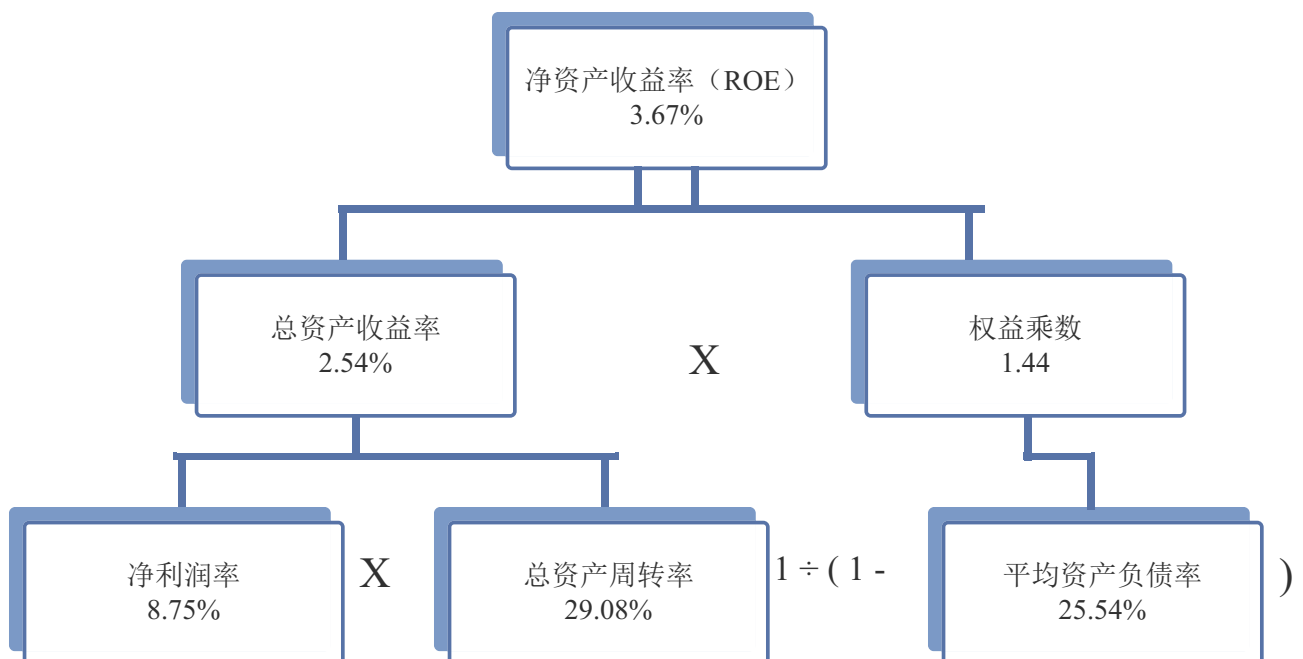 净资产收益率（ROE）
3.67%
总资产收益率
2.54%
X
权益乘数
1.44
净利润率
8.75%
X
总资产周转率
29.08%
1 ÷ ( 1 -
平均资产负债率
25.54%
)